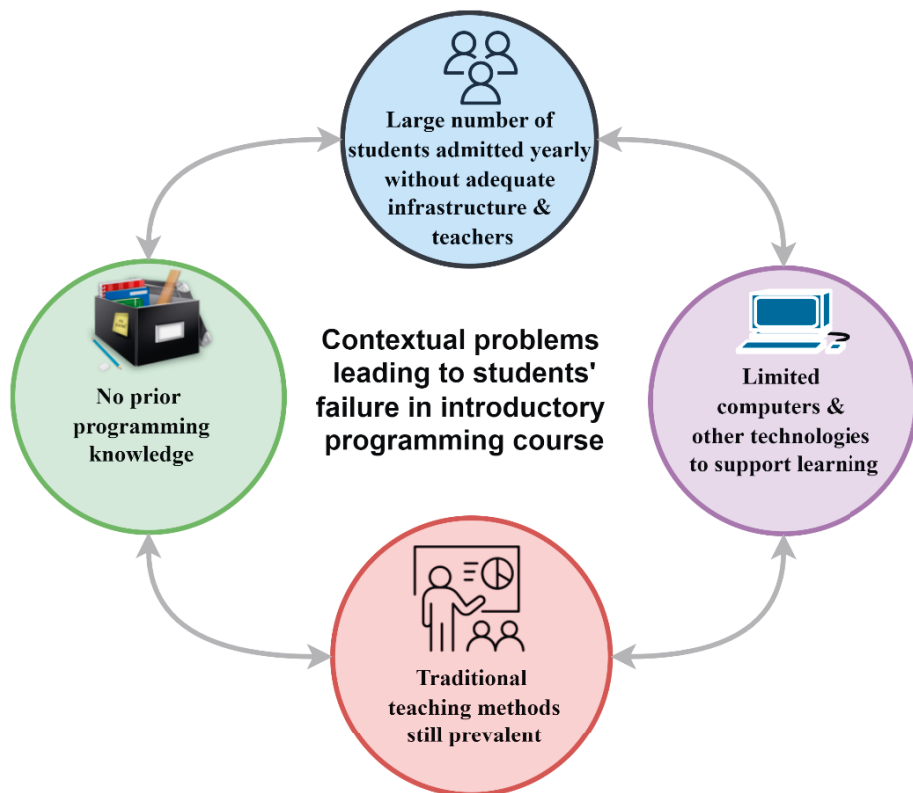 Large number of
students admitted yearly
without adequate
infrastructure &
teachers
No prior
programming
knowledge
Contextual problems
leading to students'
failure in introductory
programming course
Limited
computers &
other technologies
to support learning
Traditional
teaching methods
still prevalent